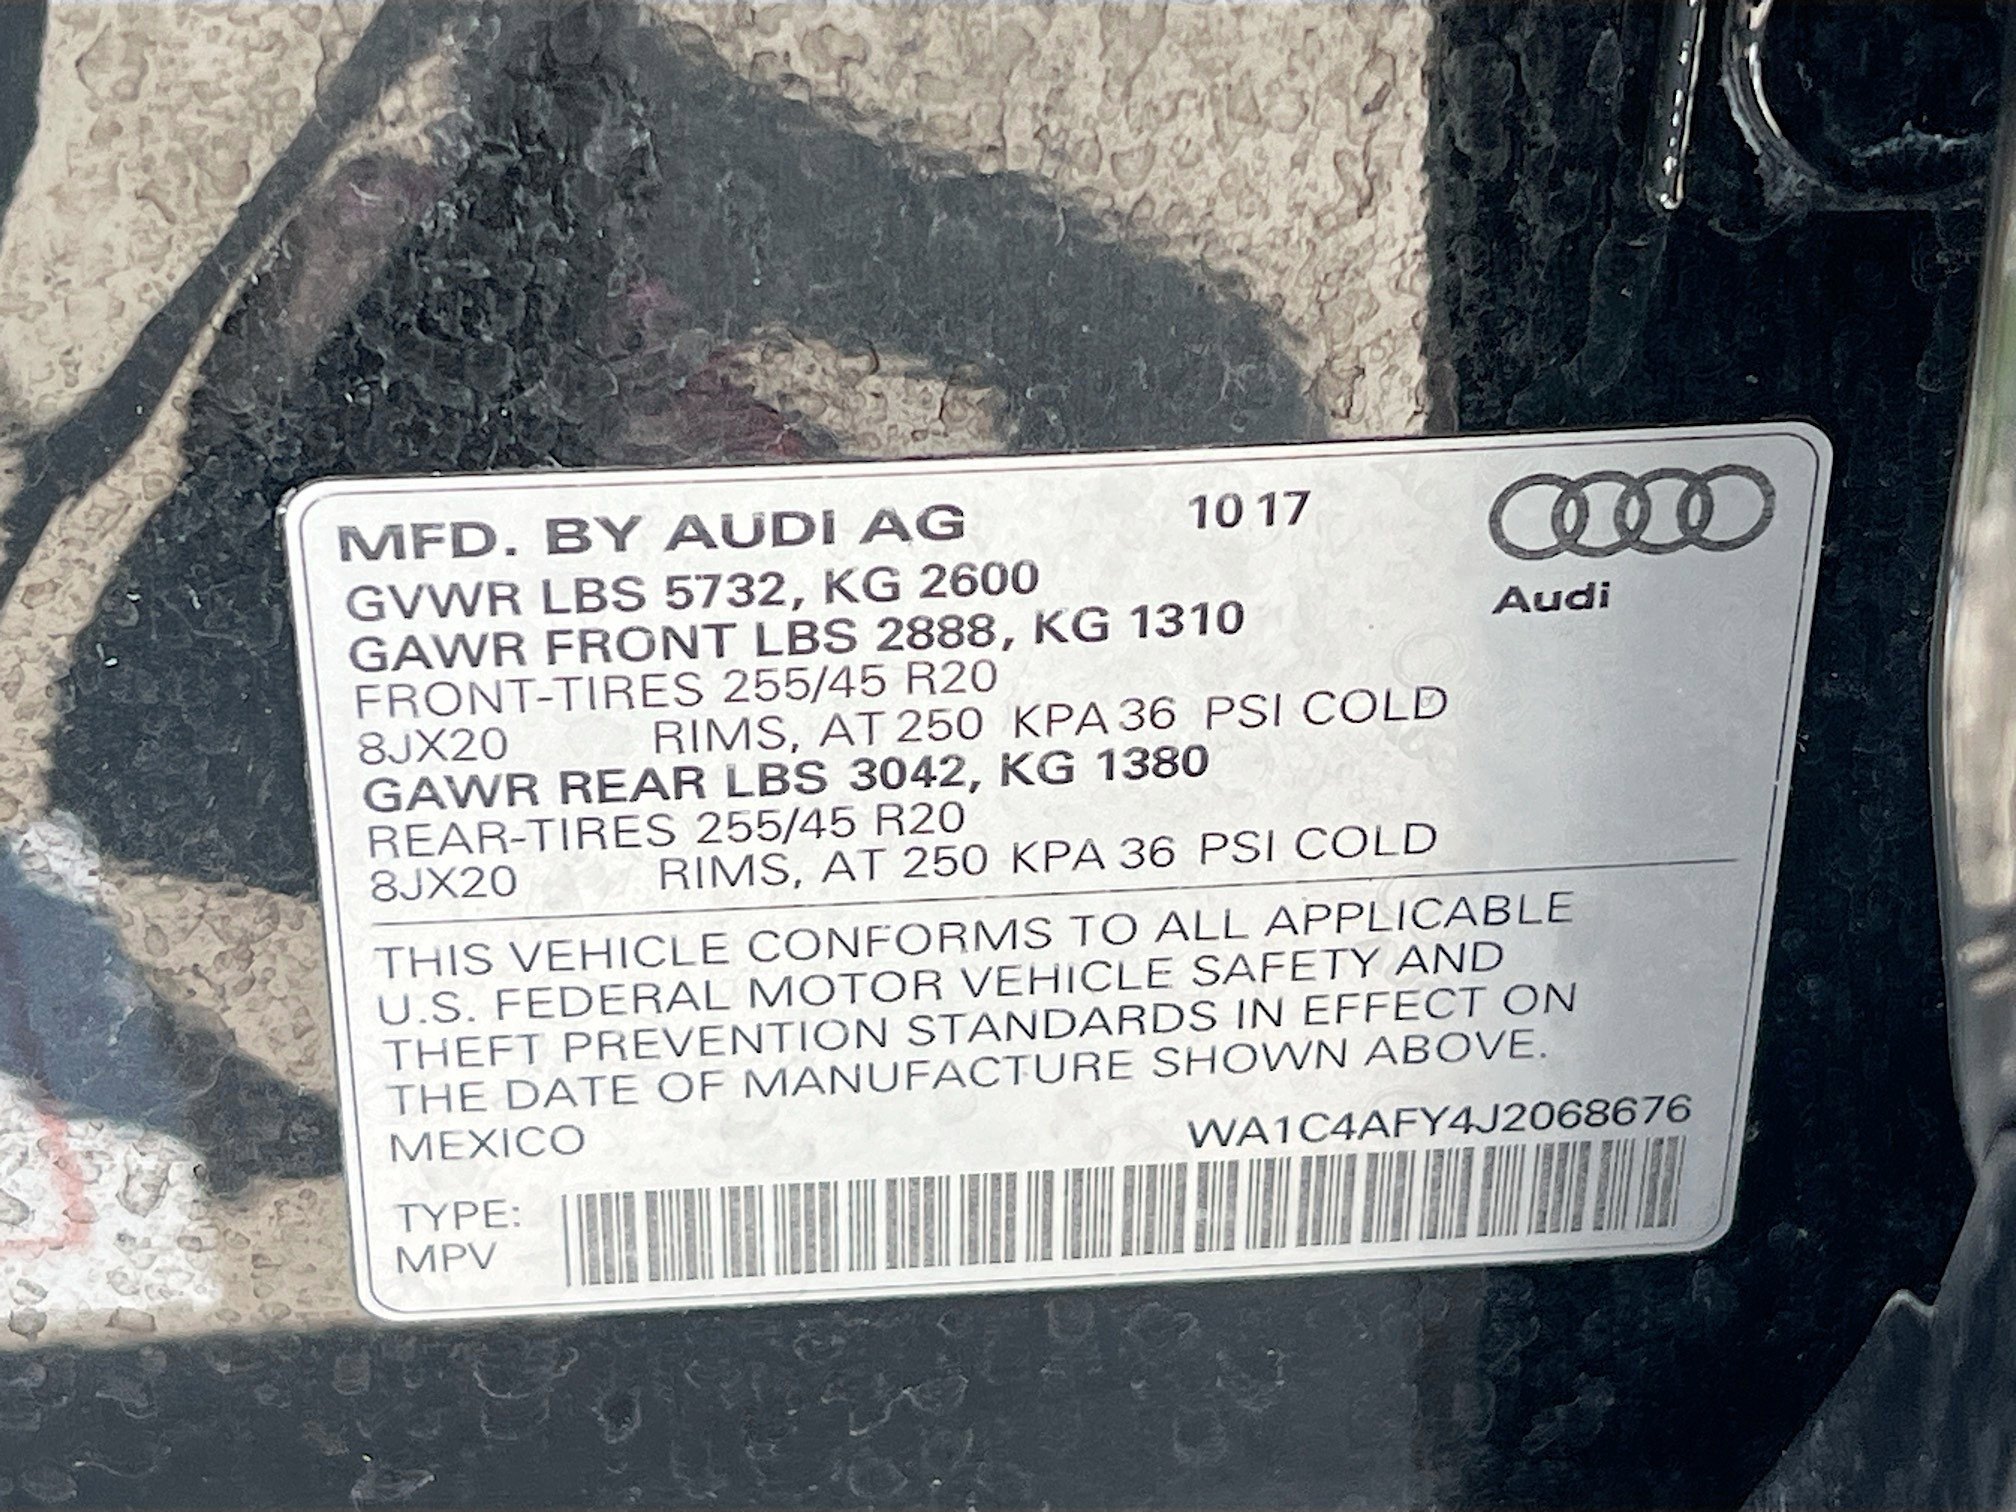 MFD. BY AUDI AG 10 17
Audi
GVWR LBS 5732, KG 2600
GAWR FRONT LBS 2888, KG 1310
FRONT-TIRES 255/45 R20
8JX20 RIMS, AT 250 KPA 36 PSI COLD
GAWR REAR LBS 3042, KG 1380
REAR-TIRES 255/45 R20
8JX20 RIMS, AT 250 KPA 36 PSI COLD
THIS VEHICLE CONFORMS TO ALL APPLICABLE
U.S. FEDERAL MOTOR VEHICLE SAFETY AND
THEFT PREVENTION STANDARDS IN EFFECT ON
THE DATE OF MANUFACTURE SHOWN ABOVE.
MEXICO WA1C4AFY4J2068676
TYPE:
MPV